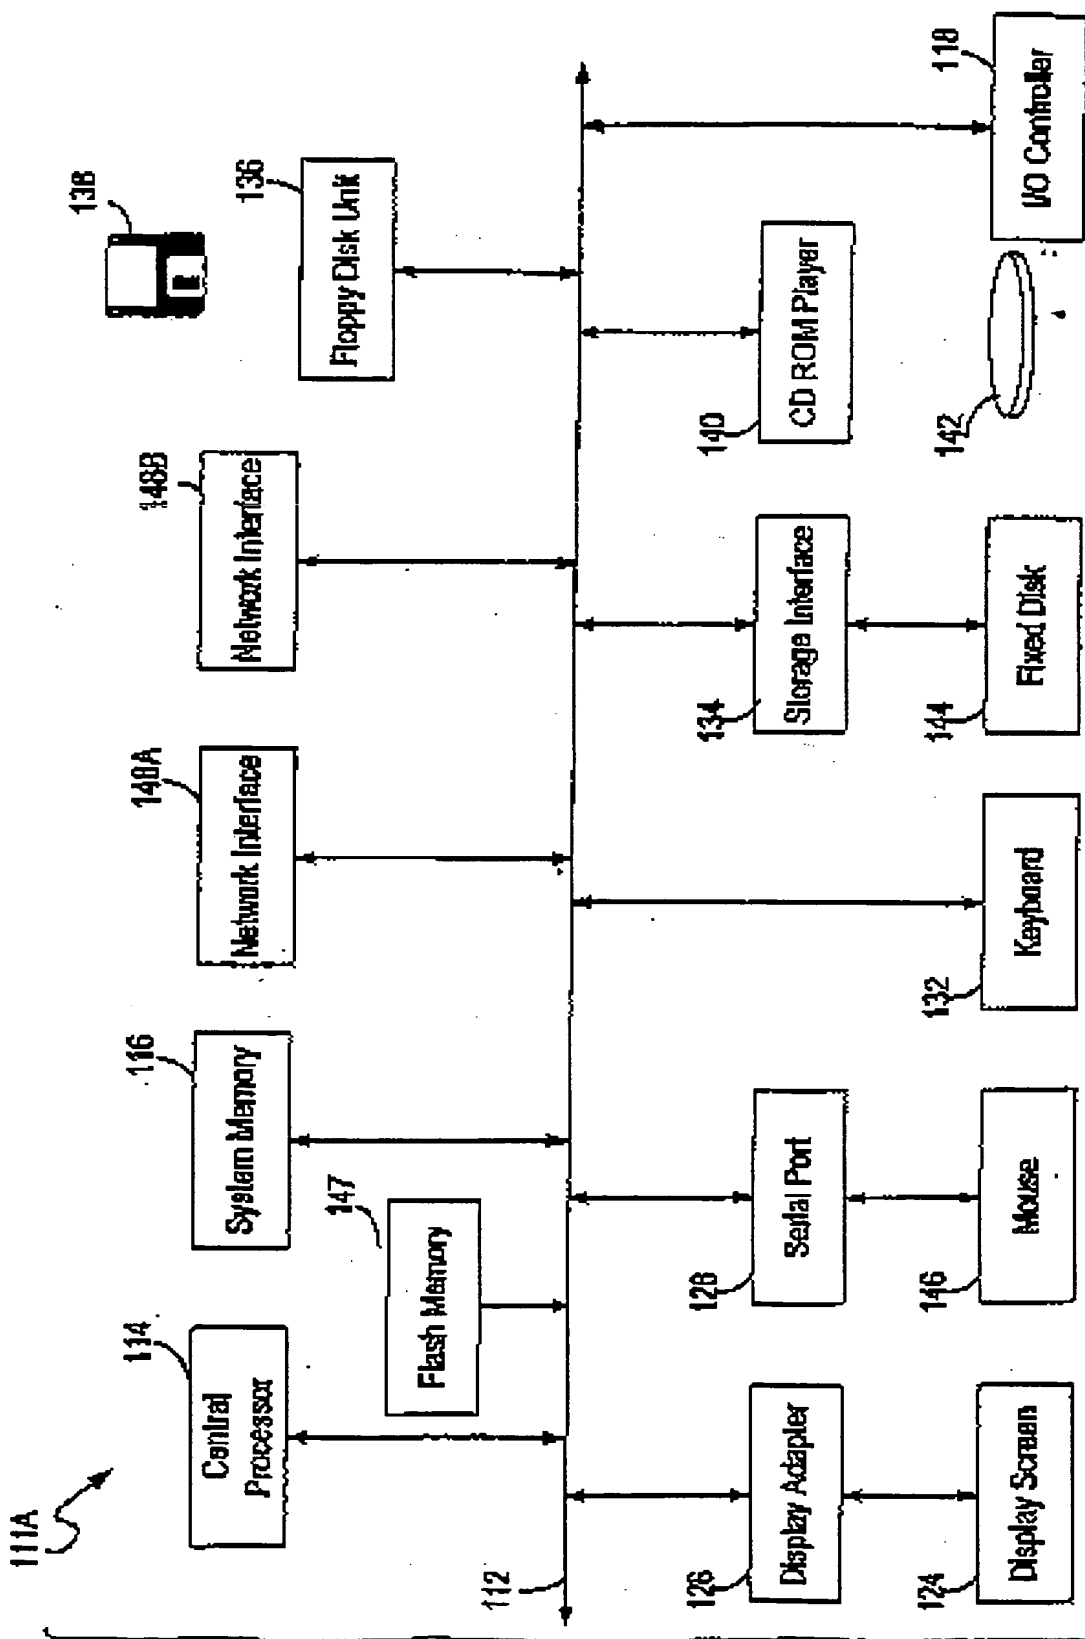 111A
114
Central
Processor
116
System Memory
148A
Network Interface
148B
Network Interface
138
136
Floppy Disk Unit
147
Flash Memory
112
126
Display Adapter
128
Serial Port
134
Storage Interface
140
CD ROM Player
124
Display Screen
146
Mouse
132
Keyboard
144
Fixed Disk
142
118
I/O Controller